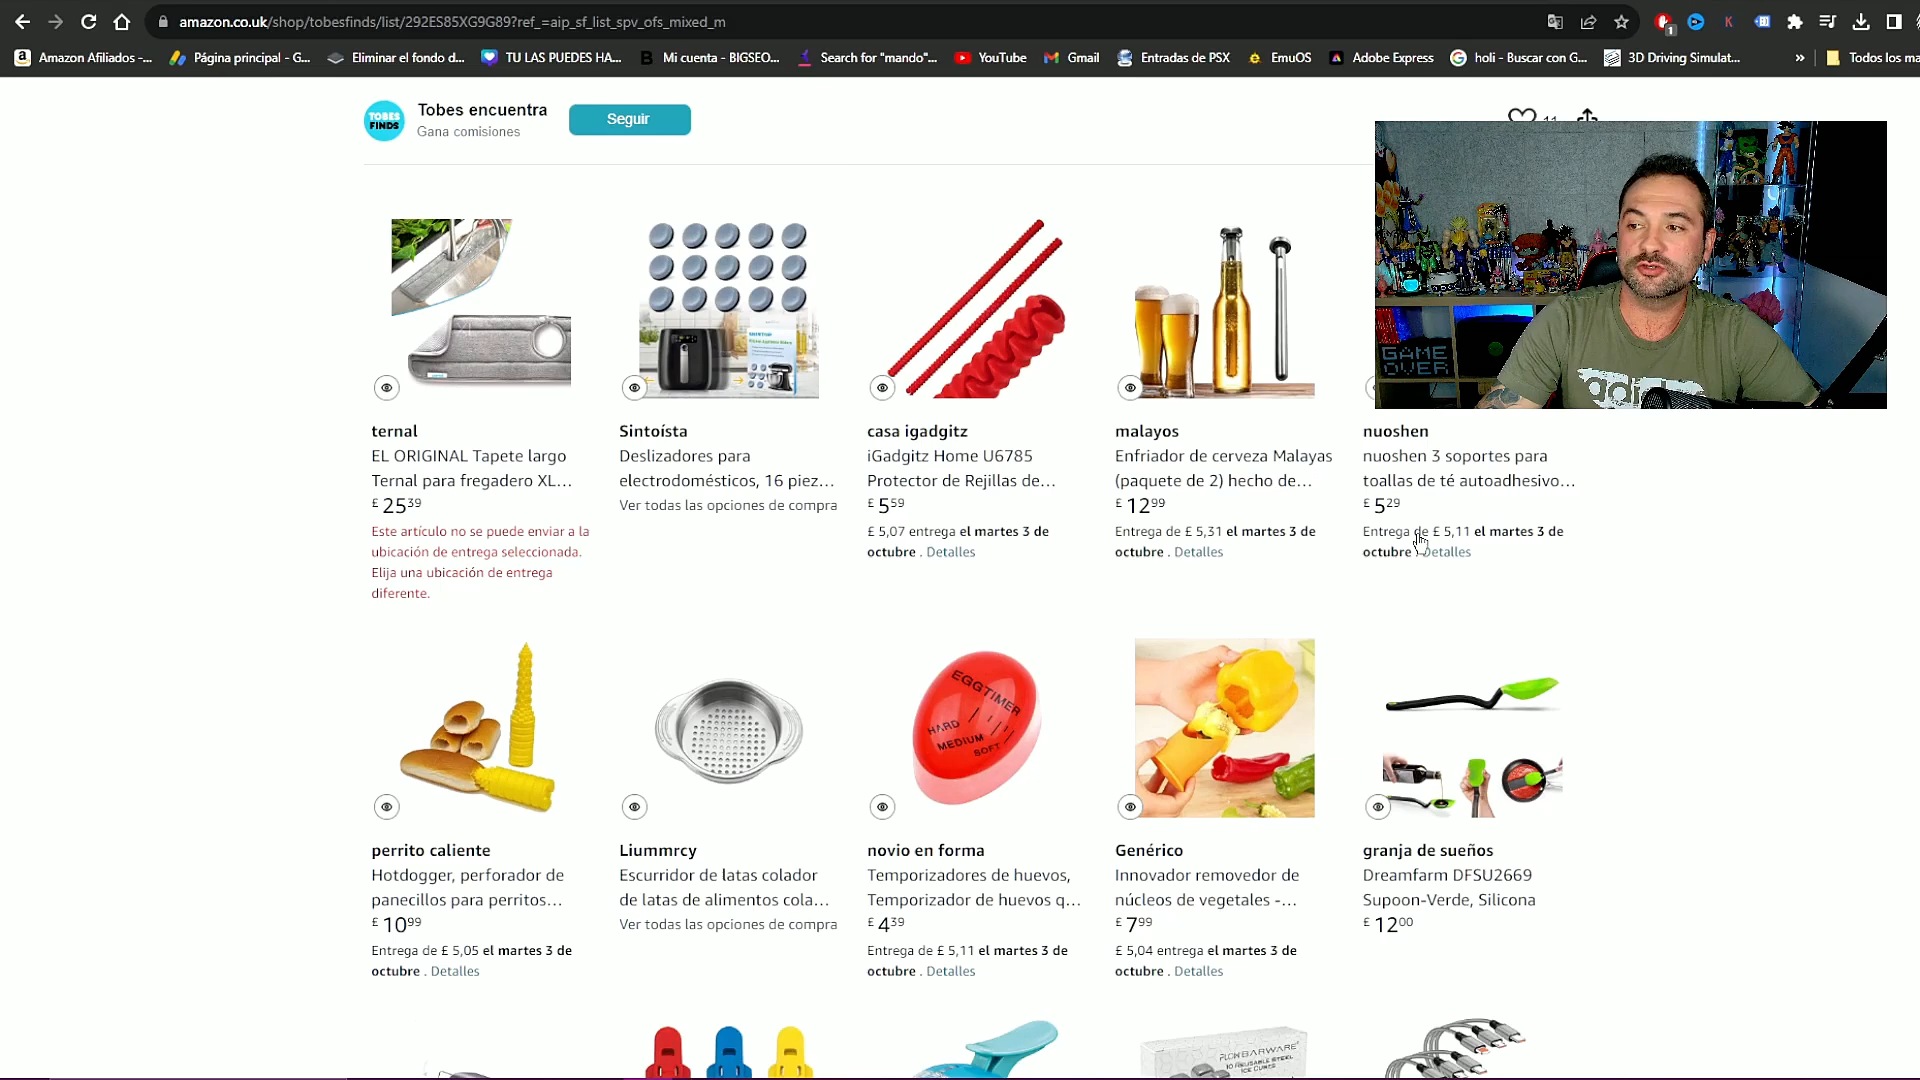 amazon.co.uk/shop/tobesfinds/list/292ES85XG9G89?ref_=aip_sf_list_spv_ofs_mixed_m
1
Amazon Afiliados -...
Página principal - G...
Eliminar el fondo d...
TU LAS PUEDES HA...
Mi cuenta - BIGSEO...
Search for "mando"...
YouTube
Gmail
Entradas de PSX
EmuOS
Adobe Express
holi - Buscar con G...
3D Driving Simulat...
»
Todos los ma
TOBES
FINDS
Tobes encuentra
Gana comisiones
Seguir
11
GAME
OVER
adidas
ternal
EL ORIGINAL Tapete largo
Ternal para fregadero XL...
£ 25 39
Este artículo no se puede enviar a la
ubicación de entrega seleccionada.
Elija una ubicación de entrega
diferente.
Sintoísta
Deslizadores para
electrodomésticos, 16 piez...
Ver todas las opciones de compra
casa igadgitz
iGadgitz Home U6785
Protector de Rejillas de...
£ 5 59
£ 5,07 entrega el martes 3 de
octubre . Detalles
malayos
Enfriador de cerveza Malayas
(paquete de 2) hecho de...
£ 12 99
Entrega de £ 5,31 el martes 3 de
octubre . Detalles
nuoshen
nuoshen 3 soportes para
toallas de té autoadhesivo...
£ 5 29
Entrega de £ 5,11 el martes 3 de
octubre . Detalles
EGGTIMER
HARD
MEDIUM
SOFT
perrito caliente
Hotdogger, perforador de
panecillos para perritos...
£ 10 99
Entrega de £ 5,05 el martes 3 de
octubre . Detalles
Liummrcy
Escurridor de latas colador
de latas de alimentos cola...
Ver todas las opciones de compra
novio en forma
Temporizadores de huevos,
Temporizador de huevos q...
£ 4 39
Entrega de £ 5,11 el martes 3 de
octubre . Detalles
Genérico
Innovador removedor de
núcleos de vegetales -...
£ 7 99
£ 5,04 entrega el martes 3 de
octubre . Detalles
granja de sueños
Dreamfarm DFSU2669
Supoon-Verde, Silicona
£ 12 00
FLOW BARWARE
10 REUSABLE STEEL
ICE CUBES